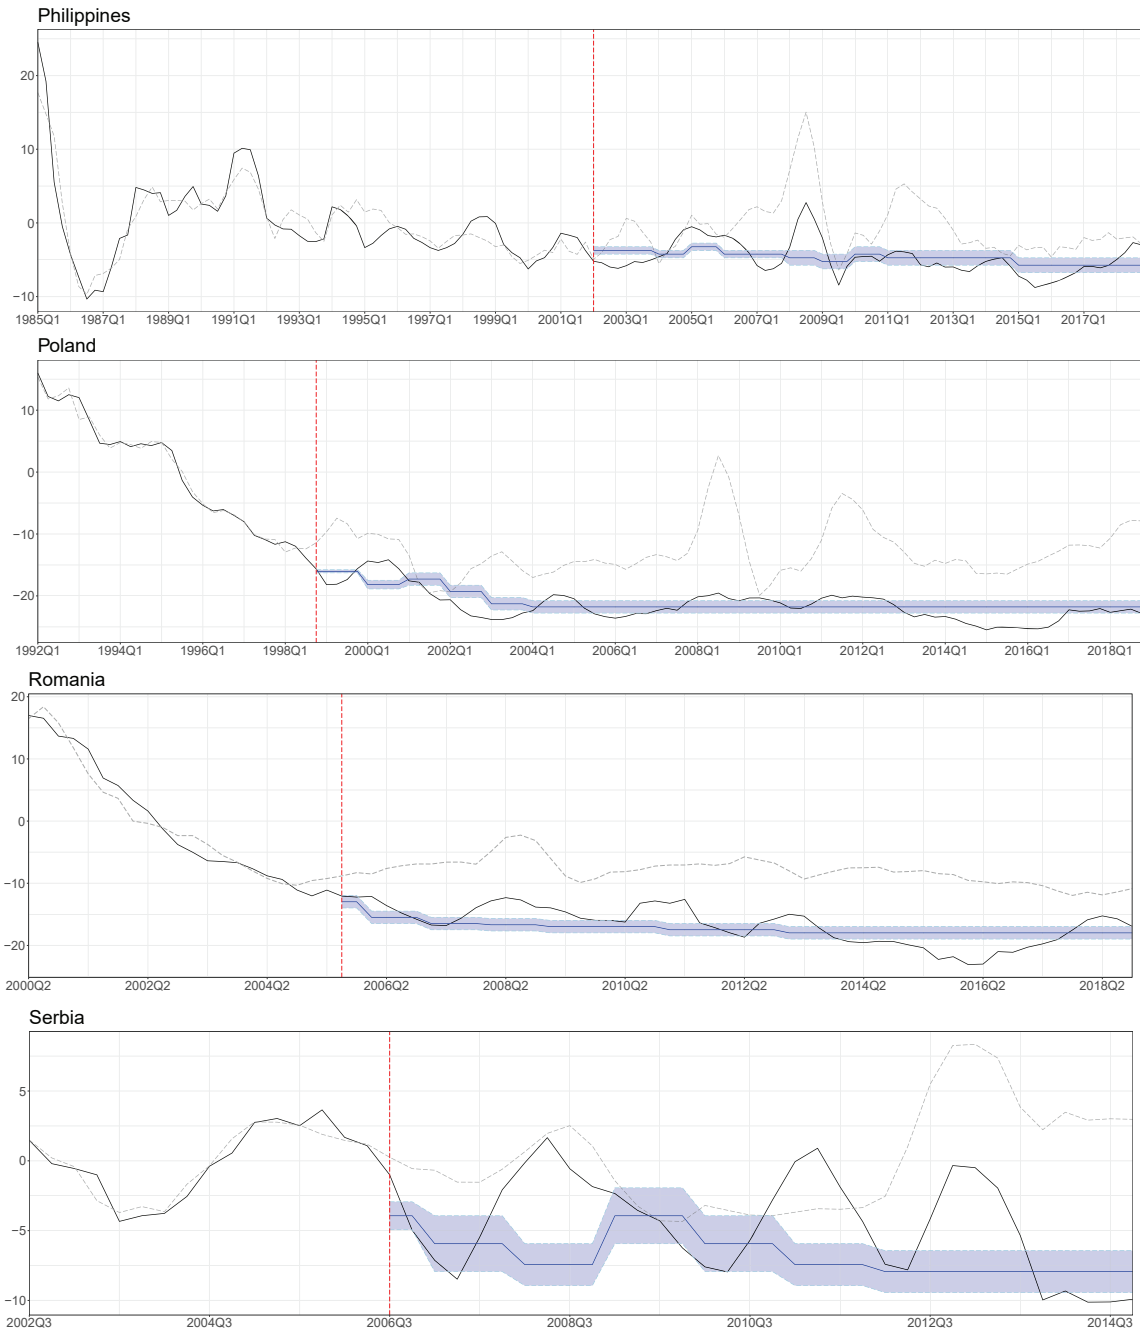 Philippines
20
10
0
−10
1985Q1 1987Q1 1989Q1 1991Q1 1993Q1 1995Q1 1997Q1 1999Q1 2001Q1 2003Q1 2005Q1 2007Q1 2009Q1 2011Q1 2013Q1 2015Q1 2017Q1
Poland
10
0
−10
−20
1992Q1 1994Q1 1996Q1 1998Q1 2000Q1 2002Q1 2004Q1 2006Q1 2008Q1 2010Q1 2012Q1 2014Q1 2016Q1 2018Q1
Romania
20
10
0
−10
−20
2000Q2 2002Q2 2004Q2 2006Q2 2008Q2 2010Q2 2012Q2 2014Q2 2016Q2 2018Q2
Serbia
5
0
−5
−10
2002Q3 2004Q3 2006Q3 2008Q3 2010Q3 2012Q3 2014Q3